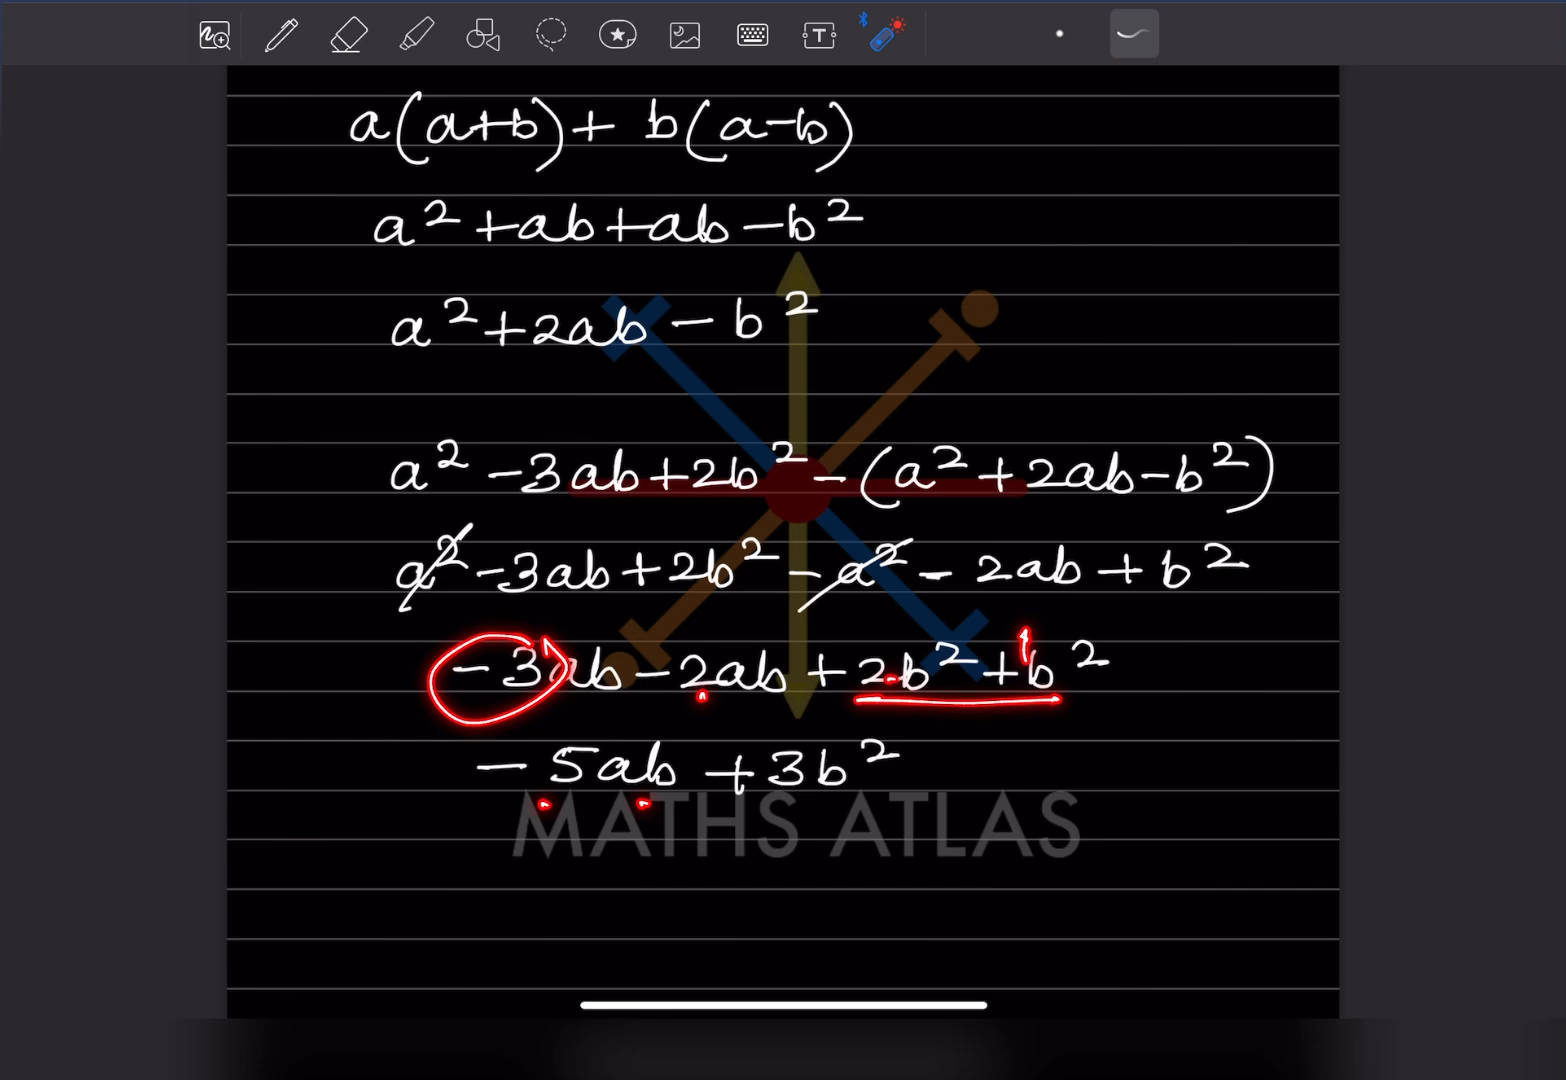 a(a+b)+ b(a-b)
a² +ab+ab-b²
a²+2ab - b²
a² -3ab+2b² - (a²+2ab-b²)
a² -3ab+2b² - a² - 2ab + b²
-3ab-2ab+2b²+b²
- 5ab +3b²
MATHS ATLAS